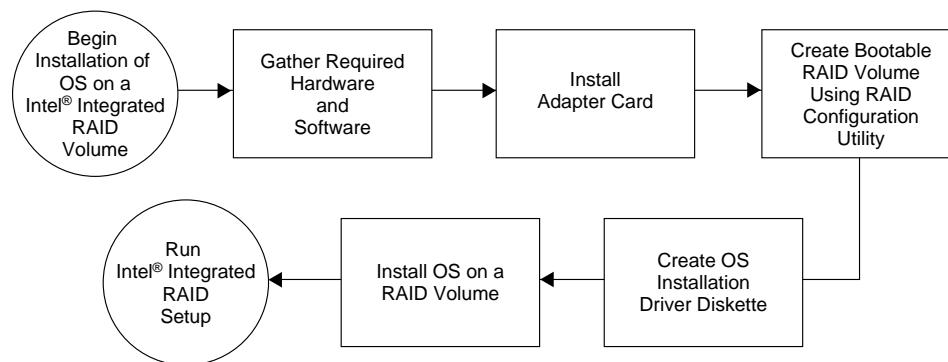 Begin
Installation of
OS on a
Intel® Integrated
RAID
Volume
Gather Required
Hardware
and
Software
Install
Adapter Card
Create Bootable
RAID Volume
Using RAID
Configuration
Utility
Create OS
Installation
Driver Diskette
Install OS on a
RAID Volume
Run
Intel® Integrated
RAID
Setup